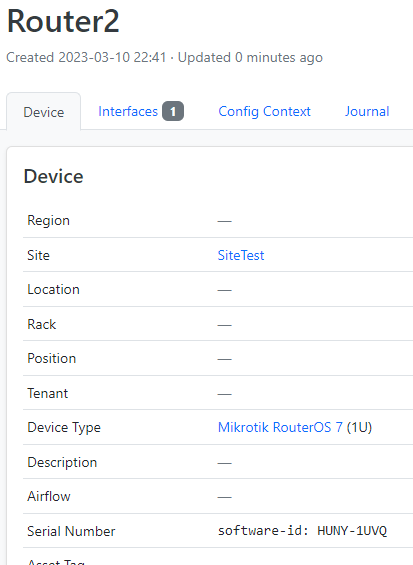 Router2
Created 2023-03-10 22:41 · Updated 0 minutes ago
Device Interfaces 1 Config Context Journal
Device
Region —
Site SiteTest
Location —
Rack —
Position —
Tenant —
Device Type Mikrotik RouterOS 7 (1U)
Description —
Airflow —
Serial Number software-id: HUNY-1UVQ
Asset Tag